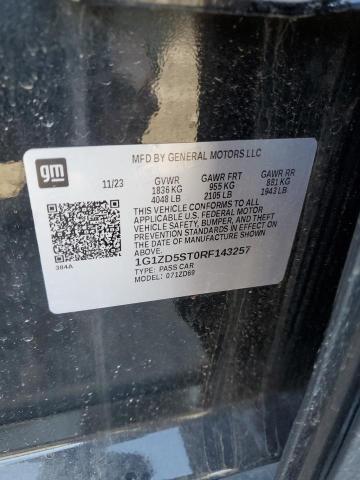 gm
MFD BY GENERAL MOTORS LLC
11/23 GVWR GAWR FRT GAWR RR
1836 KG 955 KG 881 KG
4048 LB 2105 LB 1943 LB
THIS VEHICLE CONFORMS TO ALL
APPLICABLE U.S. FEDERAL MOTOR
VEHICLE SAFETY, BUMPER, AND THEFT
PREVENTION STANDARDS IN EFFECT ON
THE DATE OF MANUFACTURE SHOWN
ABOVE.
384A
1G1ZD5ST0RF143257
TYPE: PASS CAR
MODEL: 071ZD69